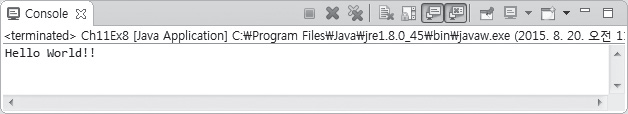 Console
<terminated> Ch11Ex8 [Java Application] C:₩Program Files₩Java₩jre1.8.0_45₩bin₩javaw.exe (2015. 8. 20. 오전 1
Hello World!!